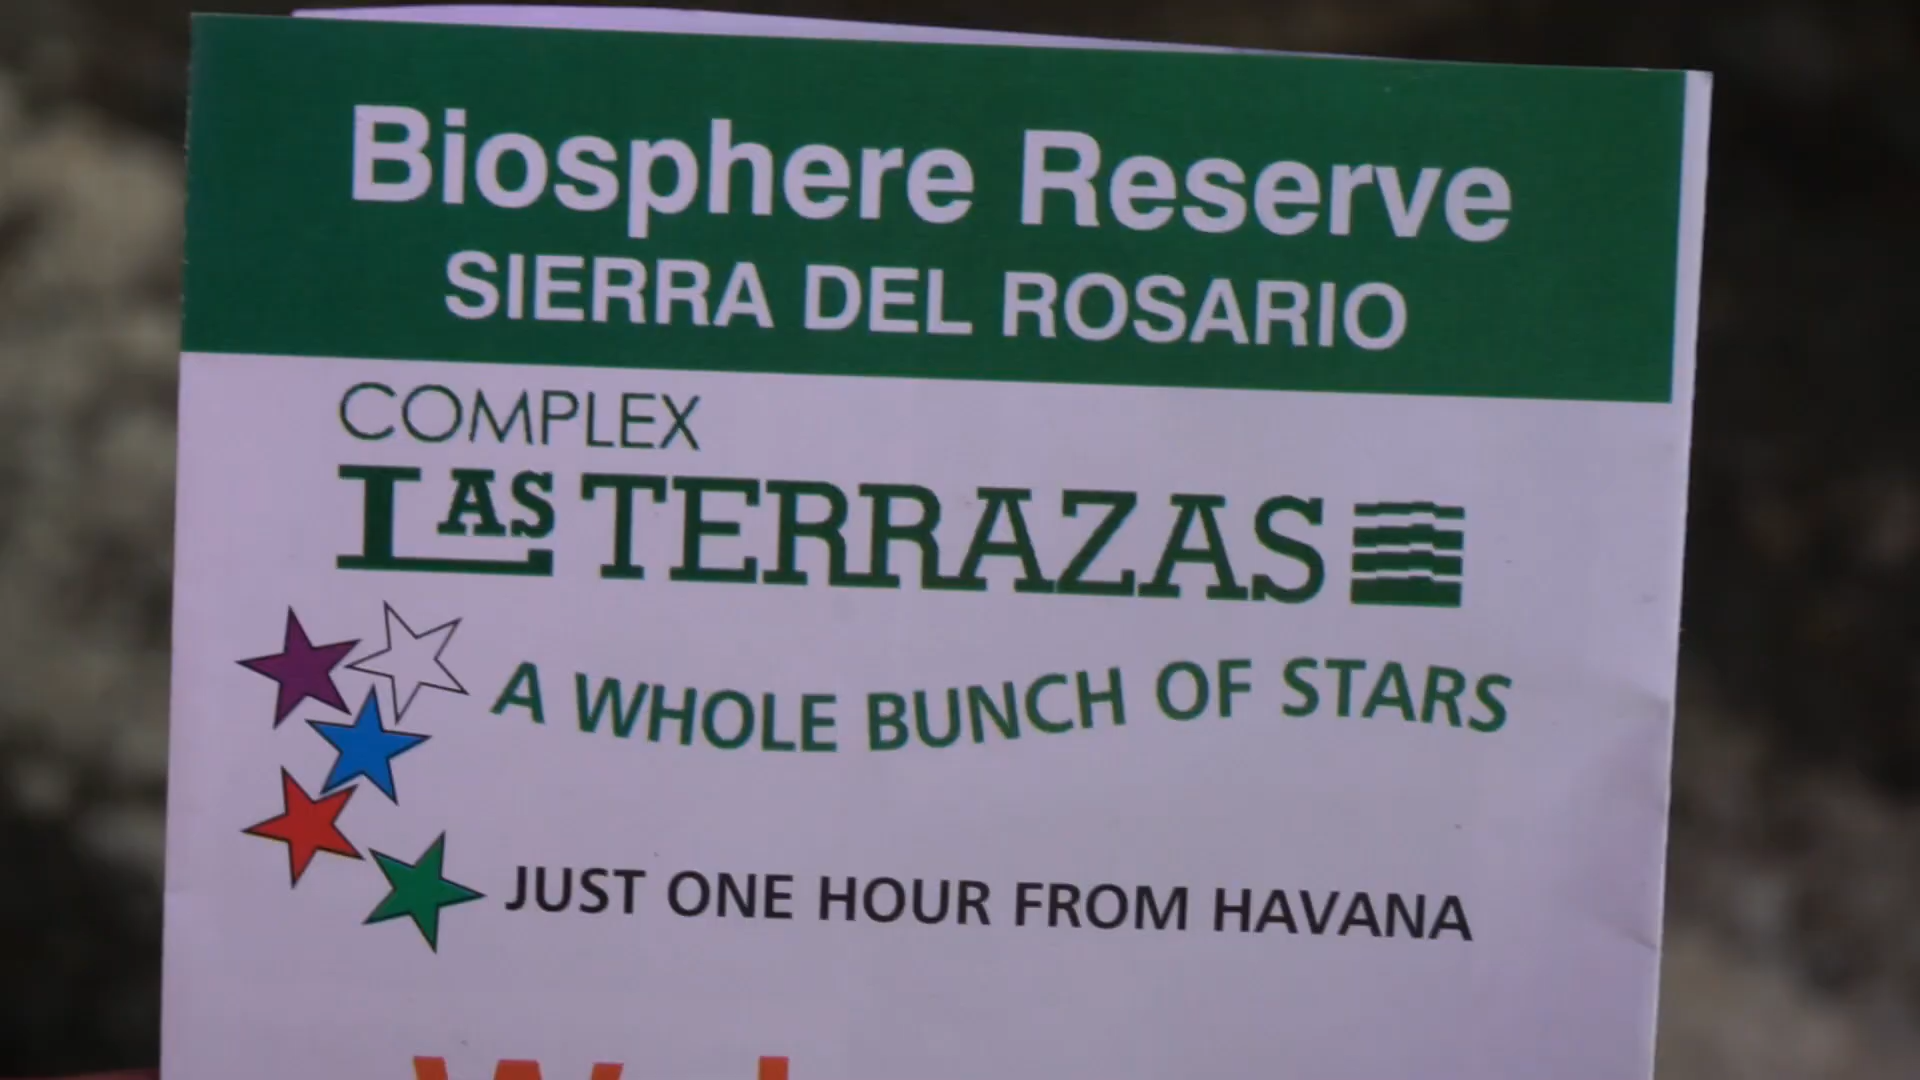 Biosphere Reserve
SIERRA DEL ROSARIO
COMPLEX
LAS TERRAZAS
A WHOLE BUNCH OF STARS
JUST ONE HOUR FROM HAVANA